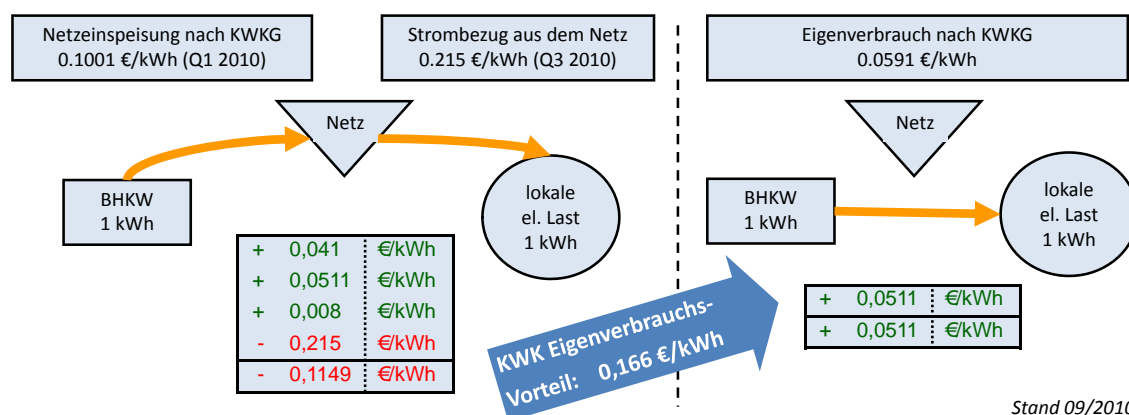 Netzeinspeisung nach KWKG
0.1001 €/kWh (Q1 2010)
Strombezug aus dem Netz
0.215 €/kWh (Q3 2010)
Netz
BHKW
1 kWh
lokale
el. Last
1 kWh
+ 0,041 €/kWh
+ 0,0511 €/kWh
+ 0,008 €/kWh
- 0,215 €/kWh
- 0,1149 €/kWh
KWK Eigenverbrauchs-
Vorteil: 0,166 €/kWh
Eigenverbrauch nach KWKG
0.0591 €/kWh
Netz
BHKW
1 kWh
lokale
el. Last
1 kWh
+ 0,0511 €/kWh
+ 0,0511 €/kWh
Stand 09/2010